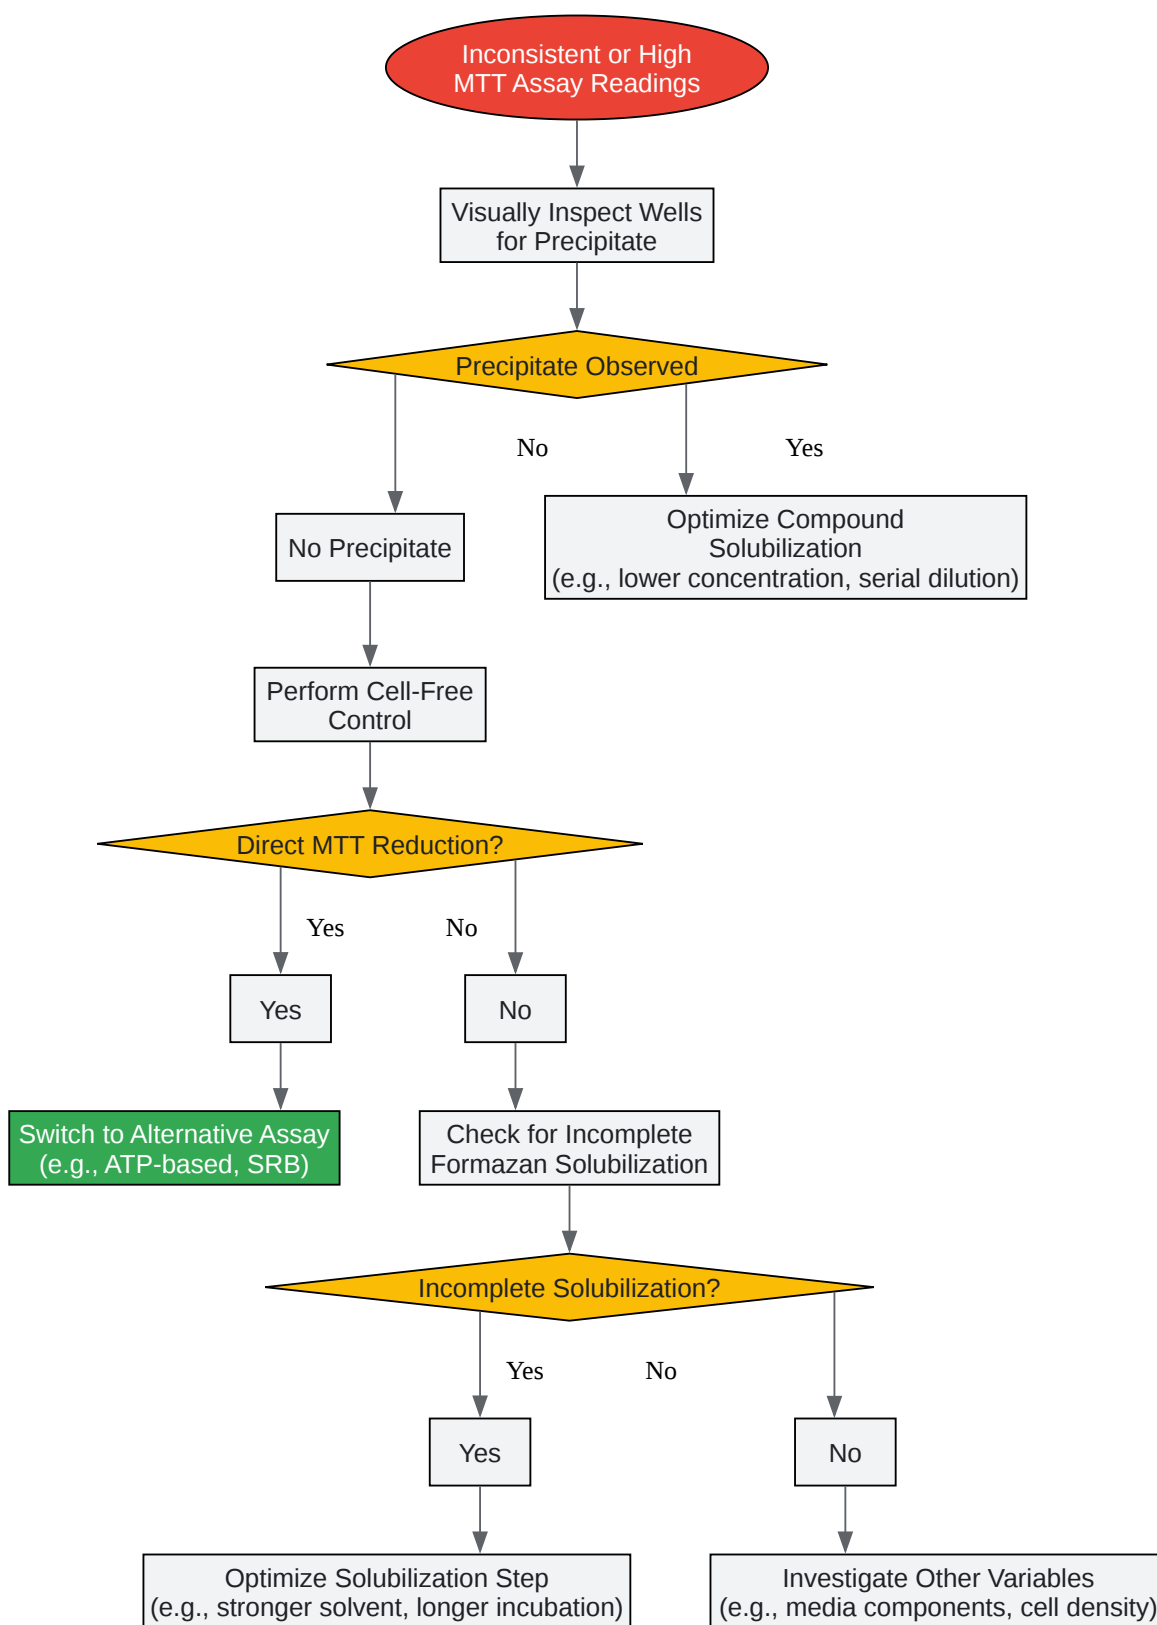 Inconsistent or High
MTT Assay Readings
Visually Inspect Wells
for Precipitate
Precipitate Observed
No
Yes
Optimize Compound
Solubilization
(e.g., lower concentration, serial dilution)
No Precipitate
Perform Cell-Free
Control
Direct MTT Reduction?
Yes
No
Yes
No
Switch to Alternative Assay
(e.g., ATP-based, SRB)
Check for Incomplete
Formazan Solubilization
Incomplete Solubilization?
Yes
No
Yes
No
Optimize Solubilization Step
(e.g., stronger solvent, longer incubation)
Investigate Other Variables
(e.g., media components, cell density)